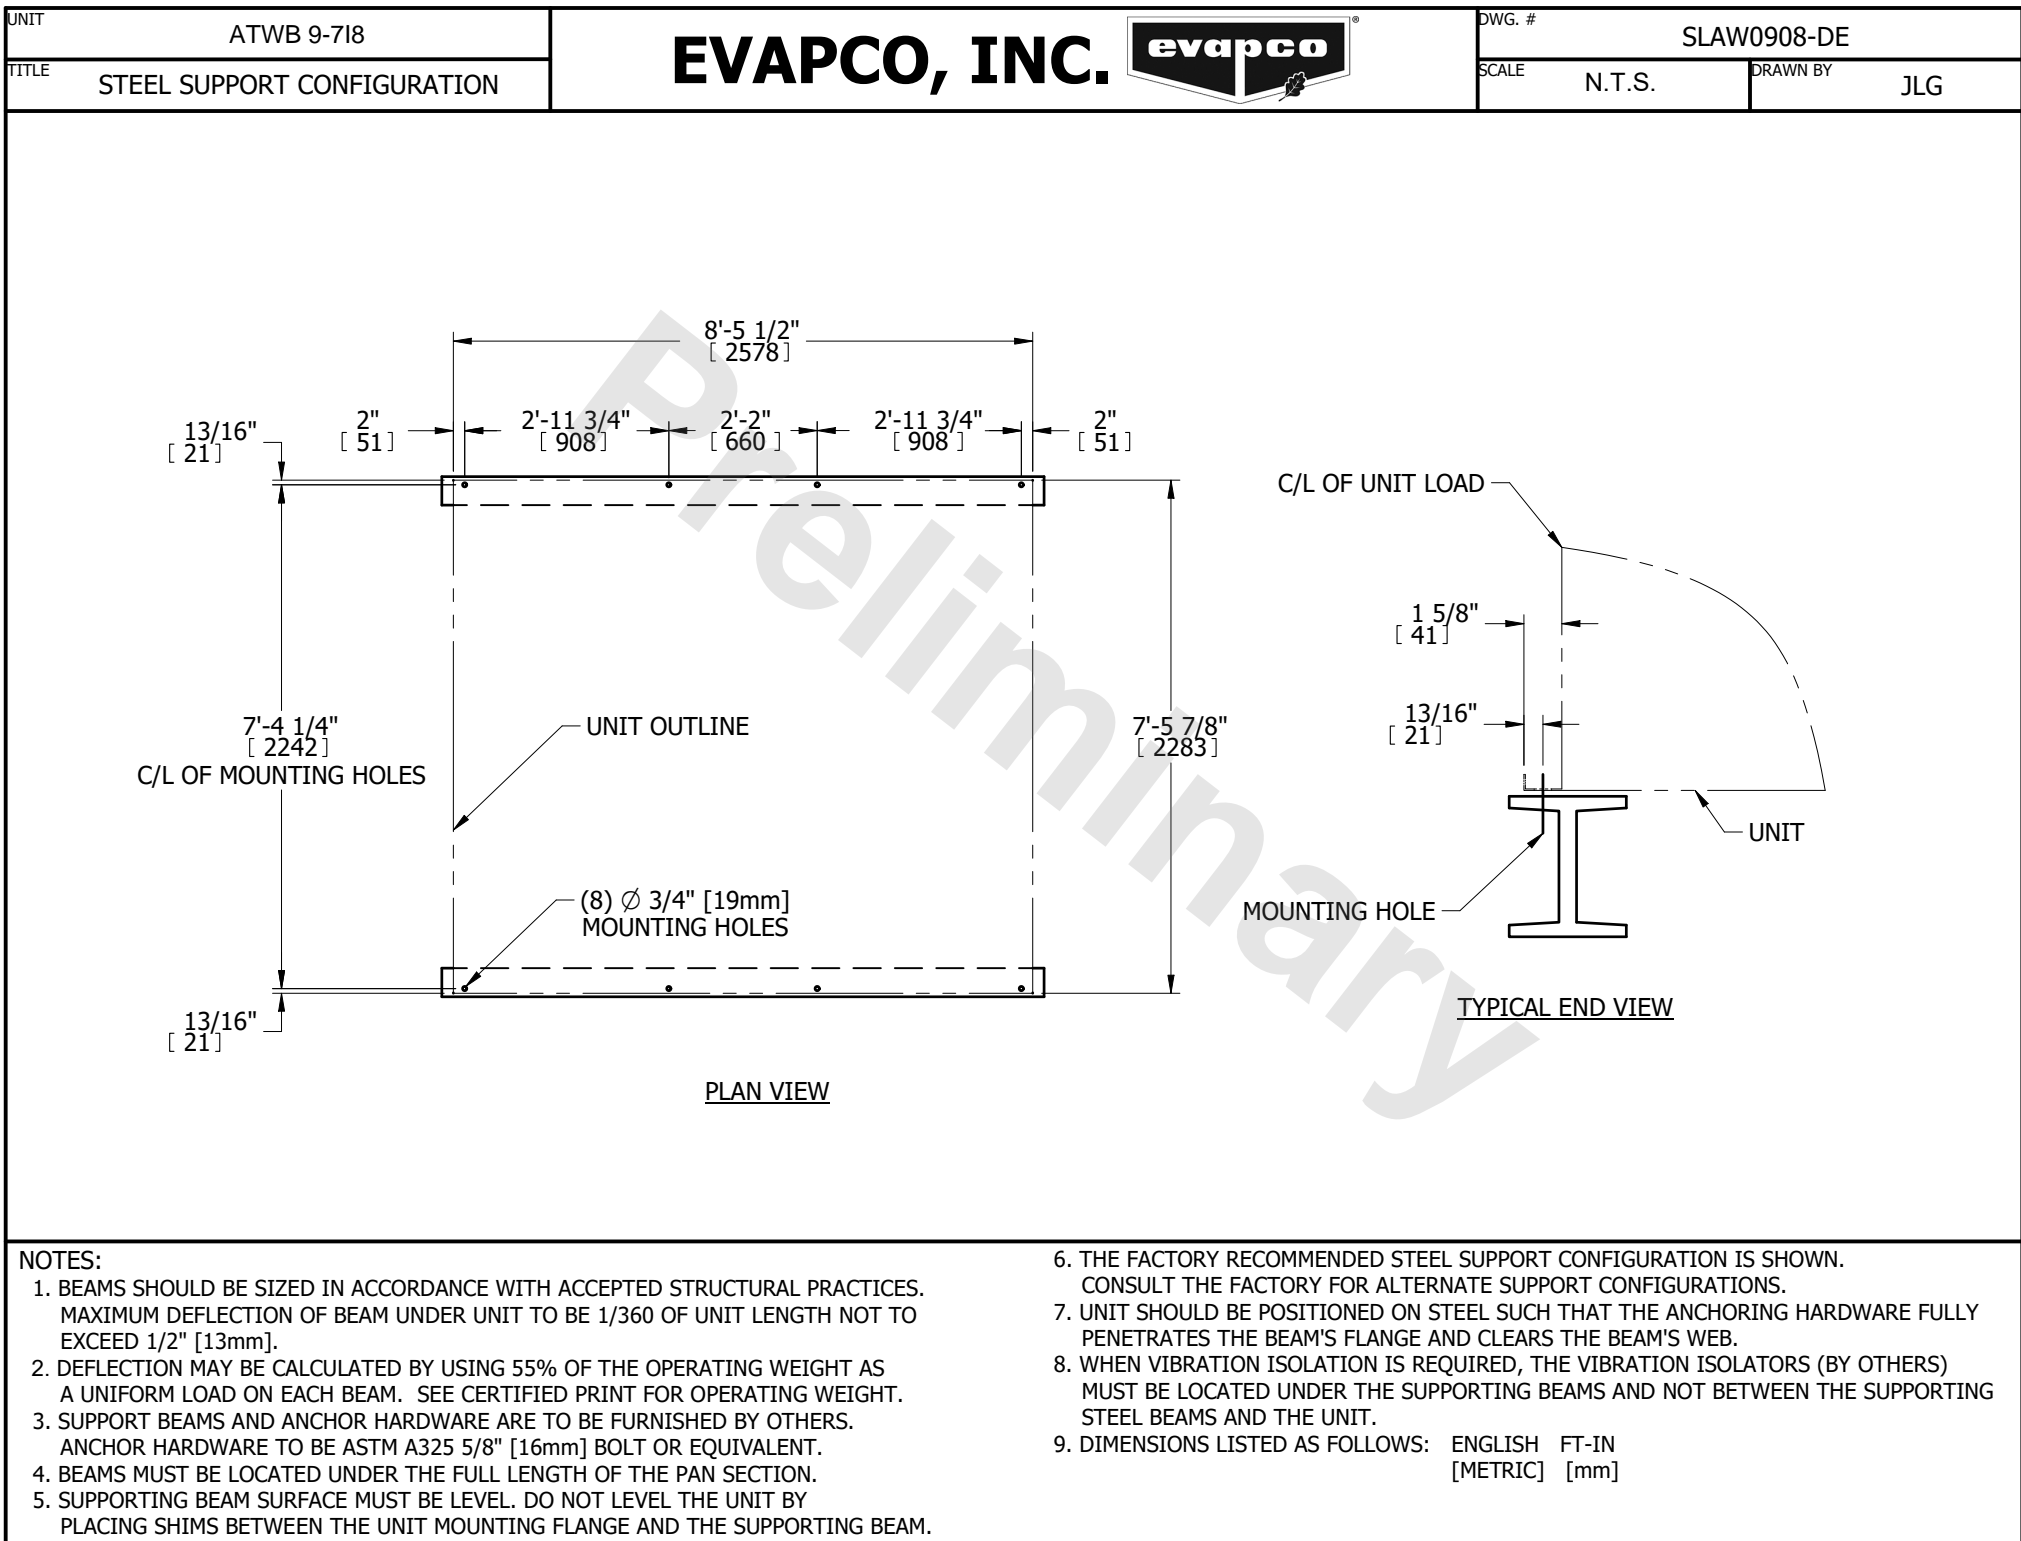 UNIT
ATWB 9-7I8
TITLE
STEEL SUPPORT CONFIGURATION
EVAPCO, INC.
evapco
®
DWG. #
SLAW0908-DE
SCALE
N.T.S.
DRAWN BY
JLG
8'-5 1/2"
[ 2578 ]
13/16"
[ 21 ]
2"
[ 51 ]
2'-11 3/4"
[ 908 ]
2'-2"
[ 660 ]
2'-11 3/4"
[ 908 ]
2"
[ 51 ]
7'-4 1/4"
[ 2242 ]
C/L OF MOUNTING HOLES
UNIT OUTLINE
7'-5 7/8"
[ 2283 ]
(8) Ø 3/4" [19mm]
MOUNTING HOLES
13/16"
[ 21 ]
PLAN VIEW
C/L OF UNIT LOAD
1 5/8"
[ 41 ]
13/16"
[ 21 ]
UNIT
MOUNTING HOLE
TYPICAL END VIEW
Preliminary
NOTES:
1. BEAMS SHOULD BE SIZED IN ACCORDANCE WITH ACCEPTED STRUCTURAL PRACTICES.
MAXIMUM DEFLECTION OF BEAM UNDER UNIT TO BE 1/360 OF UNIT LENGTH NOT TO
EXCEED 1/2" [13mm].
2. DEFLECTION MAY BE CALCULATED BY USING 55% OF THE OPERATING WEIGHT AS
A UNIFORM LOAD ON EACH BEAM. SEE CERTIFIED PRINT FOR OPERATING WEIGHT.
3. SUPPORT BEAMS AND ANCHOR HARDWARE ARE TO BE FURNISHED BY OTHERS.
ANCHOR HARDWARE TO BE ASTM A325 5/8" [16mm] BOLT OR EQUIVALENT.
4. BEAMS MUST BE LOCATED UNDER THE FULL LENGTH OF THE PAN SECTION.
5. SUPPORTING BEAM SURFACE MUST BE LEVEL. DO NOT LEVEL THE UNIT BY
PLACING SHIMS BETWEEN THE UNIT MOUNTING FLANGE AND THE SUPPORTING BEAM.
6. THE FACTORY RECOMMENDED STEEL SUPPORT CONFIGURATION IS SHOWN.
CONSULT THE FACTORY FOR ALTERNATE SUPPORT CONFIGURATIONS.
7. UNIT SHOULD BE POSITIONED ON STEEL SUCH THAT THE ANCHORING HARDWARE FULLY
PENETRATES THE BEAM'S FLANGE AND CLEARS THE BEAM'S WEB.
8. WHEN VIBRATION ISOLATION IS REQUIRED, THE VIBRATION ISOLATORS (BY OTHERS)
MUST BE LOCATED UNDER THE SUPPORTING BEAMS AND NOT BETWEEN THE SUPPORTING
STEEL BEAMS AND THE UNIT.
9. DIMENSIONS LISTED AS FOLLOWS: ENGLISH FT-IN
[METRIC] [mm]